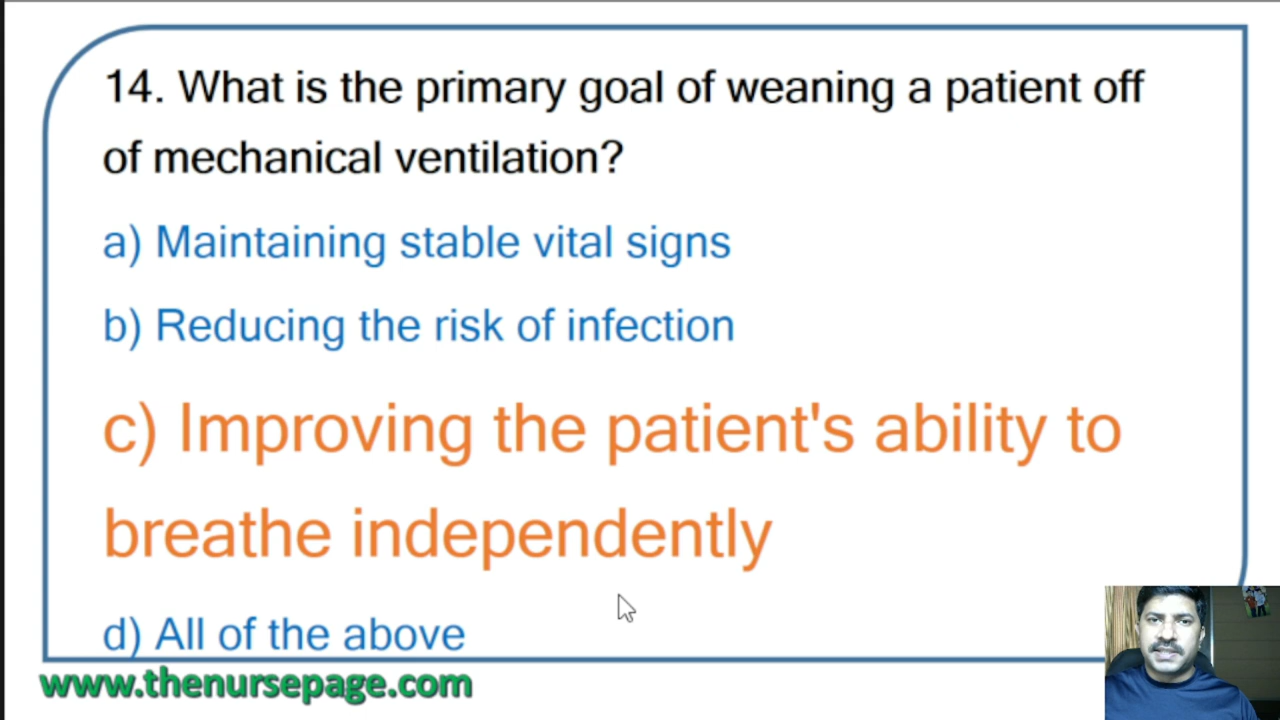 14. What is the primary goal of weaning a patient off
of mechanical ventilation?
a) Maintaining stable vital signs
b) Reducing the risk of infection
c) Improving the patient's ability to
breathe independently
d) All of the above
www.thenursepage.com